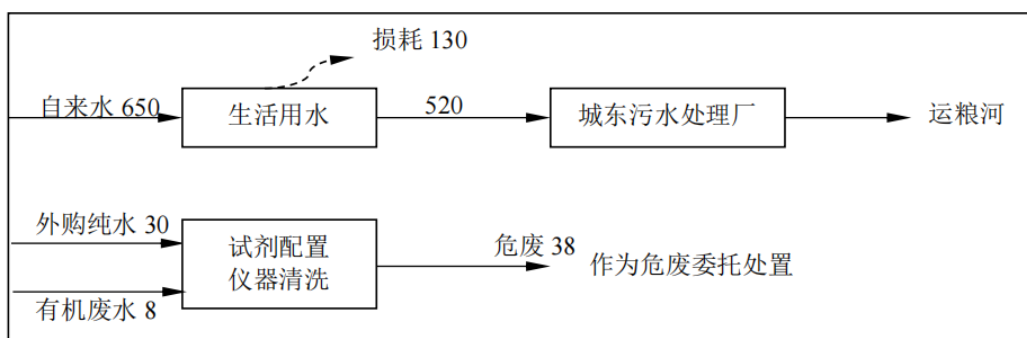 损耗 130
自来水 650
生活用水
520
城东污水处理厂
运粮河
外购纯水 30
试剂配置
仪器清洗
危废 38
作为危废委托处置
有机废水 8